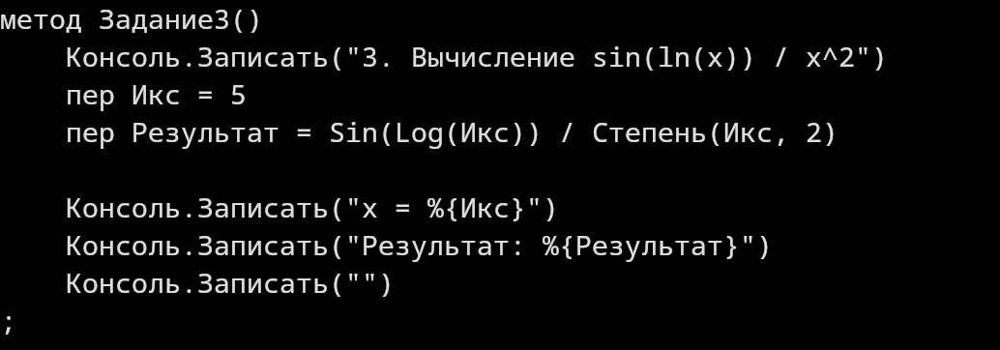 метод Задание3()
    Консоль.Записать("3. Вычисление sin(ln(x)) / x^2")
    пер Икс = 5
    пер Результат = Sin(Log(Икс)) / Степень(Икс, 2)

    Консоль.Записать("x = %{Икс}")
    Консоль.Записать("Результат: %{Результат}")
    Консоль.Записать("")
;